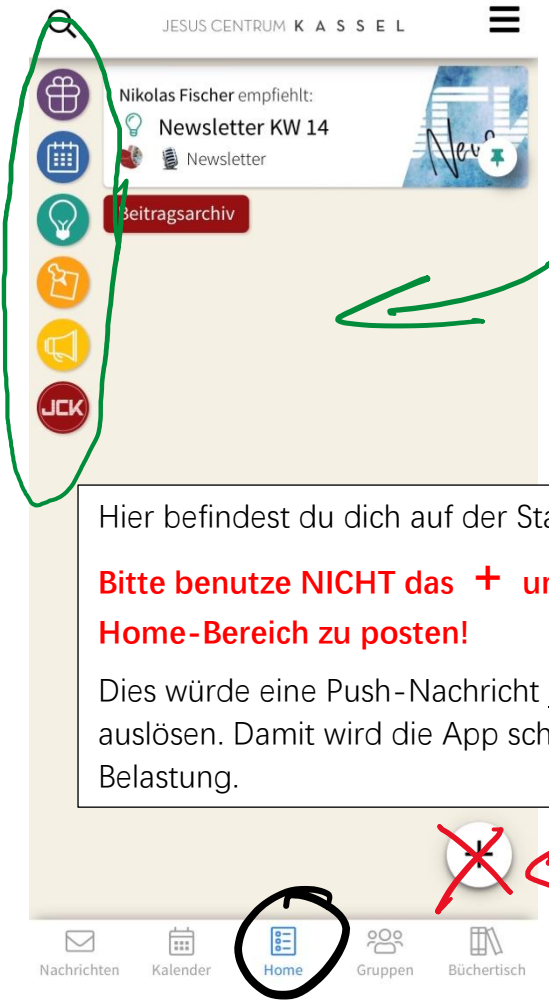 JESUS CENTRUM KASSEL
Nikolas Fischer empfiehlt:
Newsletter KW 14
Newsletter
News
Beitragsarchiv
JCK
Hier befindest du dich auf der
Bitte benutze NICHT das +
Home-Bereich zu posten!
Dies würde eine Push-Nachricht
auslösen. Damit wird die App
Belastung.
+
Nachrichten Kalender Home Gruppen Büchertisch